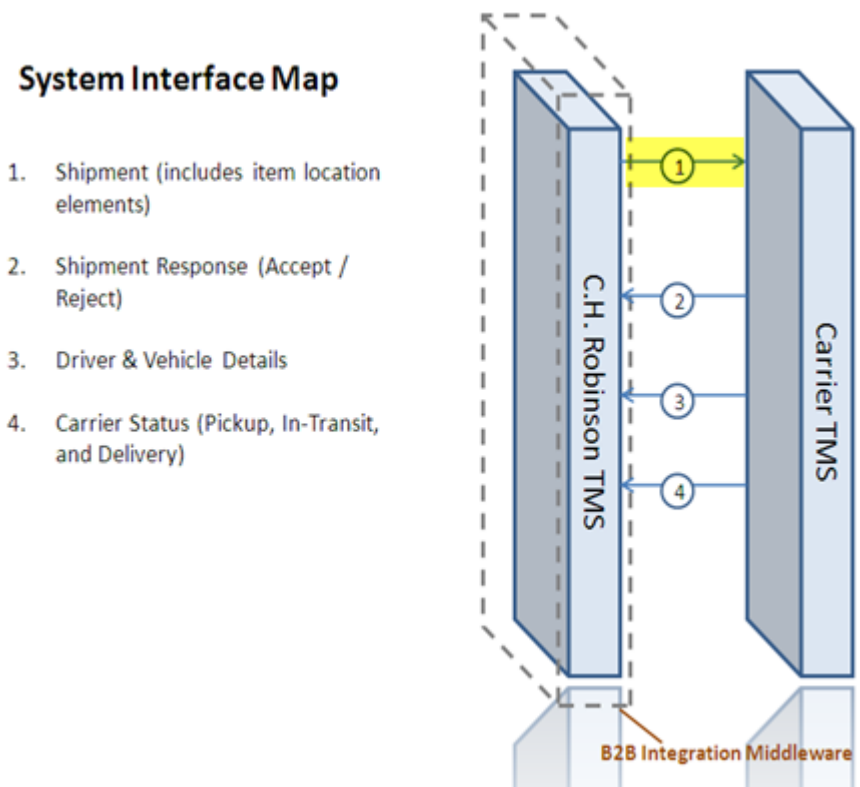 System Interface Map
1. Shipment (includes item location
elements)
2. Shipment Response (Accept /
Reject)
3. Driver & Vehicle Details
4. Carrier Status (Pickup, In-Transit,
and Delivery)
C.H. Robinson TMS
1
2
3
4
Carrier TMS
B2B Integration Middleware